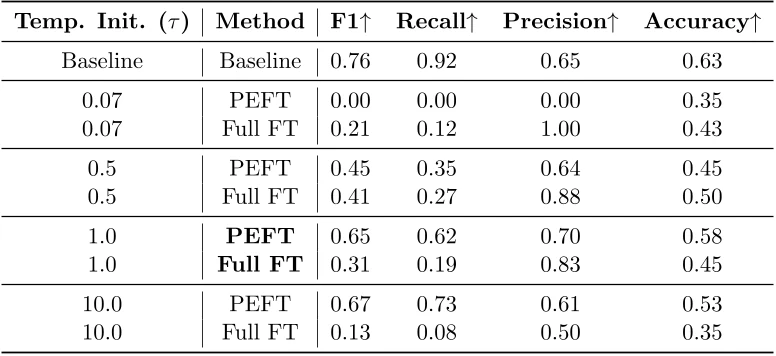 Temp. Init. (τ) Method F1↑ Recall↑ Precision↑ Accuracy↑
Baseline Baseline 0.76 0.92 0.65 0.63
0.07 PEFT 0.00 0.00 0.00 0.35
0.07 Full FT 0.21 0.12 1.00 0.43
0.5 PEFT 0.45 0.35 0.64 0.45
0.5 Full FT 0.41 0.27 0.88 0.50
1.0 PEFT 0.65 0.62 0.70 0.58
1.0 Full FT 0.31 0.19 0.83 0.45
10.0 PEFT 0.67 0.73 0.61 0.53
10.0 Full FT 0.13 0.08 0.50 0.35